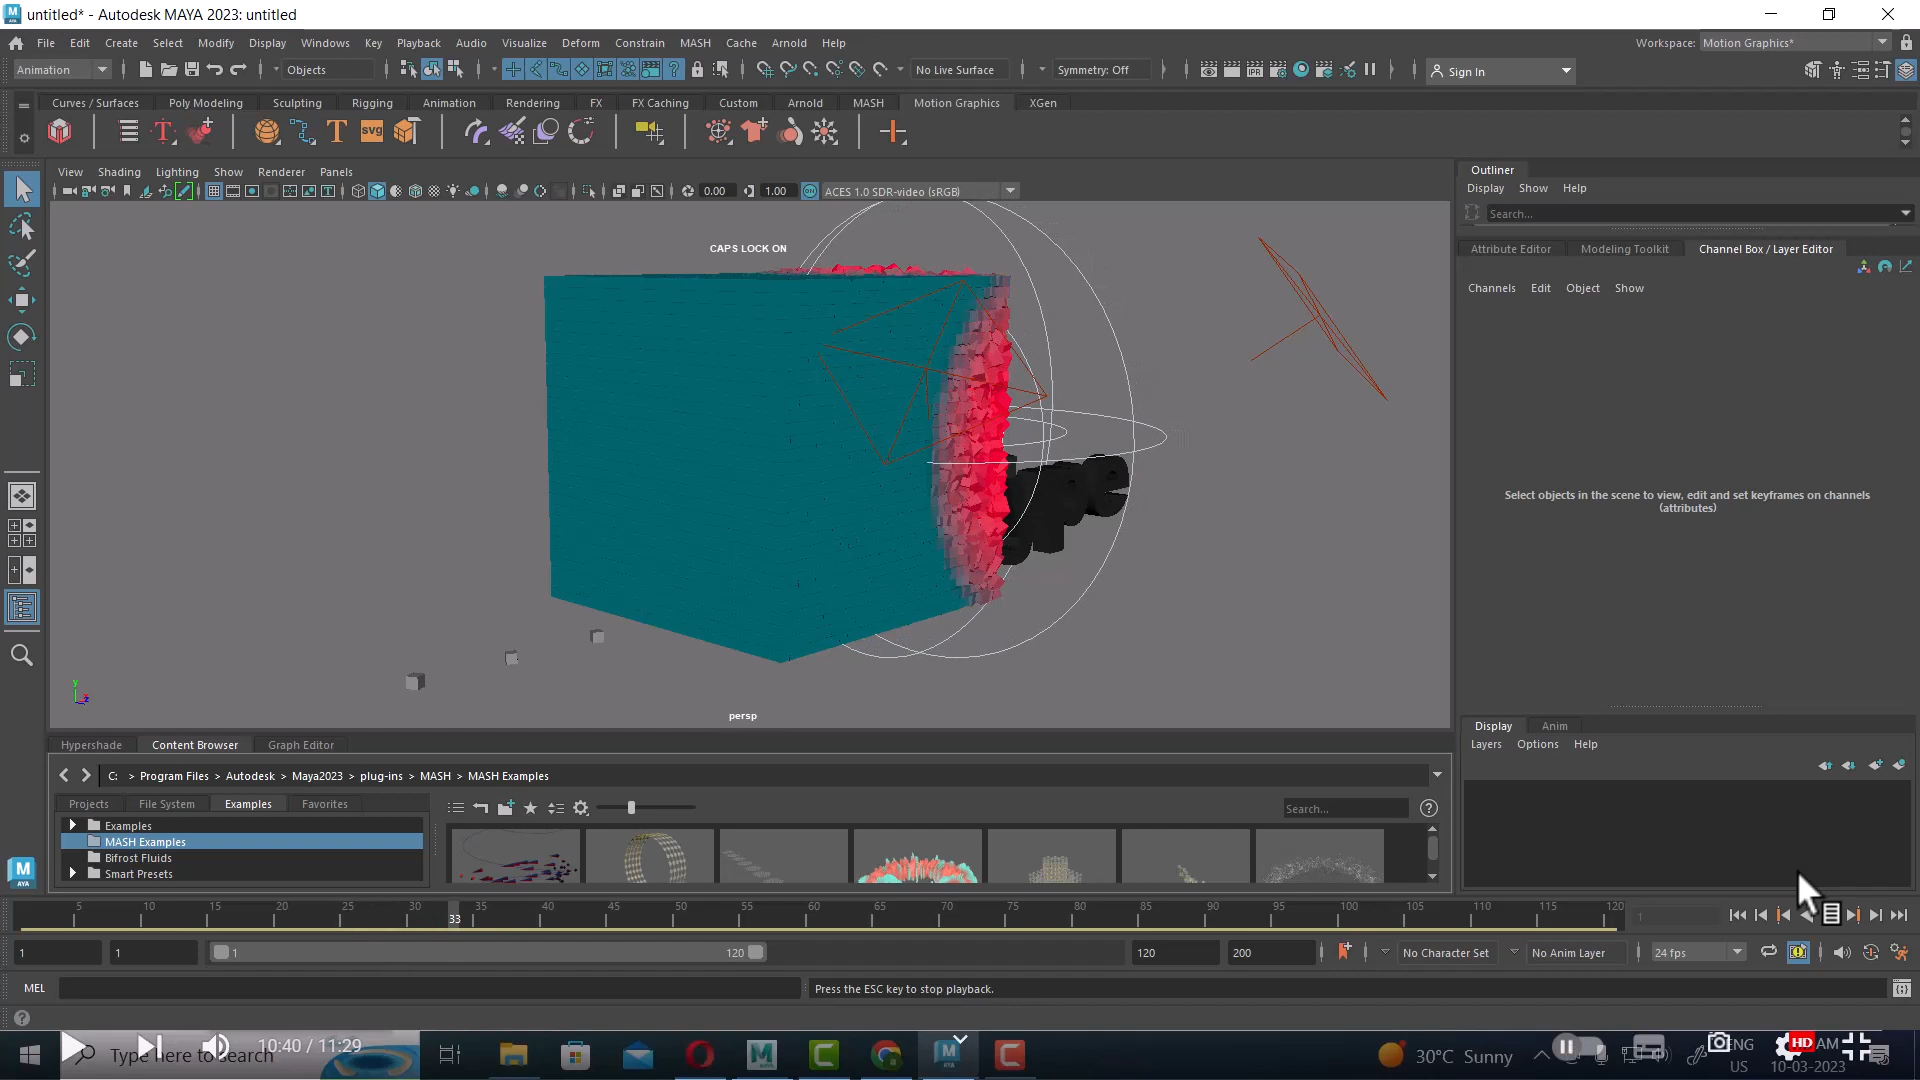 untitled* - Autodesk MAYA 2023: untitled
File Edit Create Select Modify Display Windows Key Playback Audio Visualize Deform Constrain MASH Cache Arnold Help
Workspace: Motion Graphics*
Animation Objects No Live Surface Symmetry: Off Sign In
Curves / Surfaces Poly Modeling Sculpting Rigging Animation Rendering FX FX Caching Custom Arnold MASH Motion Graphics XGen
View Shading Lighting Show Renderer Panels
0.00 1.00 ACES 1.0 SDR-video (sRGB)
CAPS LOCK ON
persp
Outliner
Display Show Help
Search...
Attribute Editor Modeling Toolkit Channel Box / Layer Editor
Channels Edit Object Show
Select objects in the scene to view, edit and set keyframes on channels
(attributes)
Display Anim
Layers Options Help
Hypershade Content Browser Graph Editor
C: > Program Files > Autodesk > Maya2023 > plug-ins > MASH > MASH Examples
Projects File System Examples Favorites
Search...
Examples
MASH Examples
Bifrost Fluids
Smart Presets
5 10 15 20 25 30 35 40 45 50 55 60 65 70 75 80 85 90 95 100 105 110 115 120
33
1
1 1 1 120 120 200 No Character Set No Anim Layer 24 fps
MEL Press the ESC key to stop playback.
Type here to search
10:40 / 11:29
30°C Sunny
ENG
US
HD
AM
10-03-2023